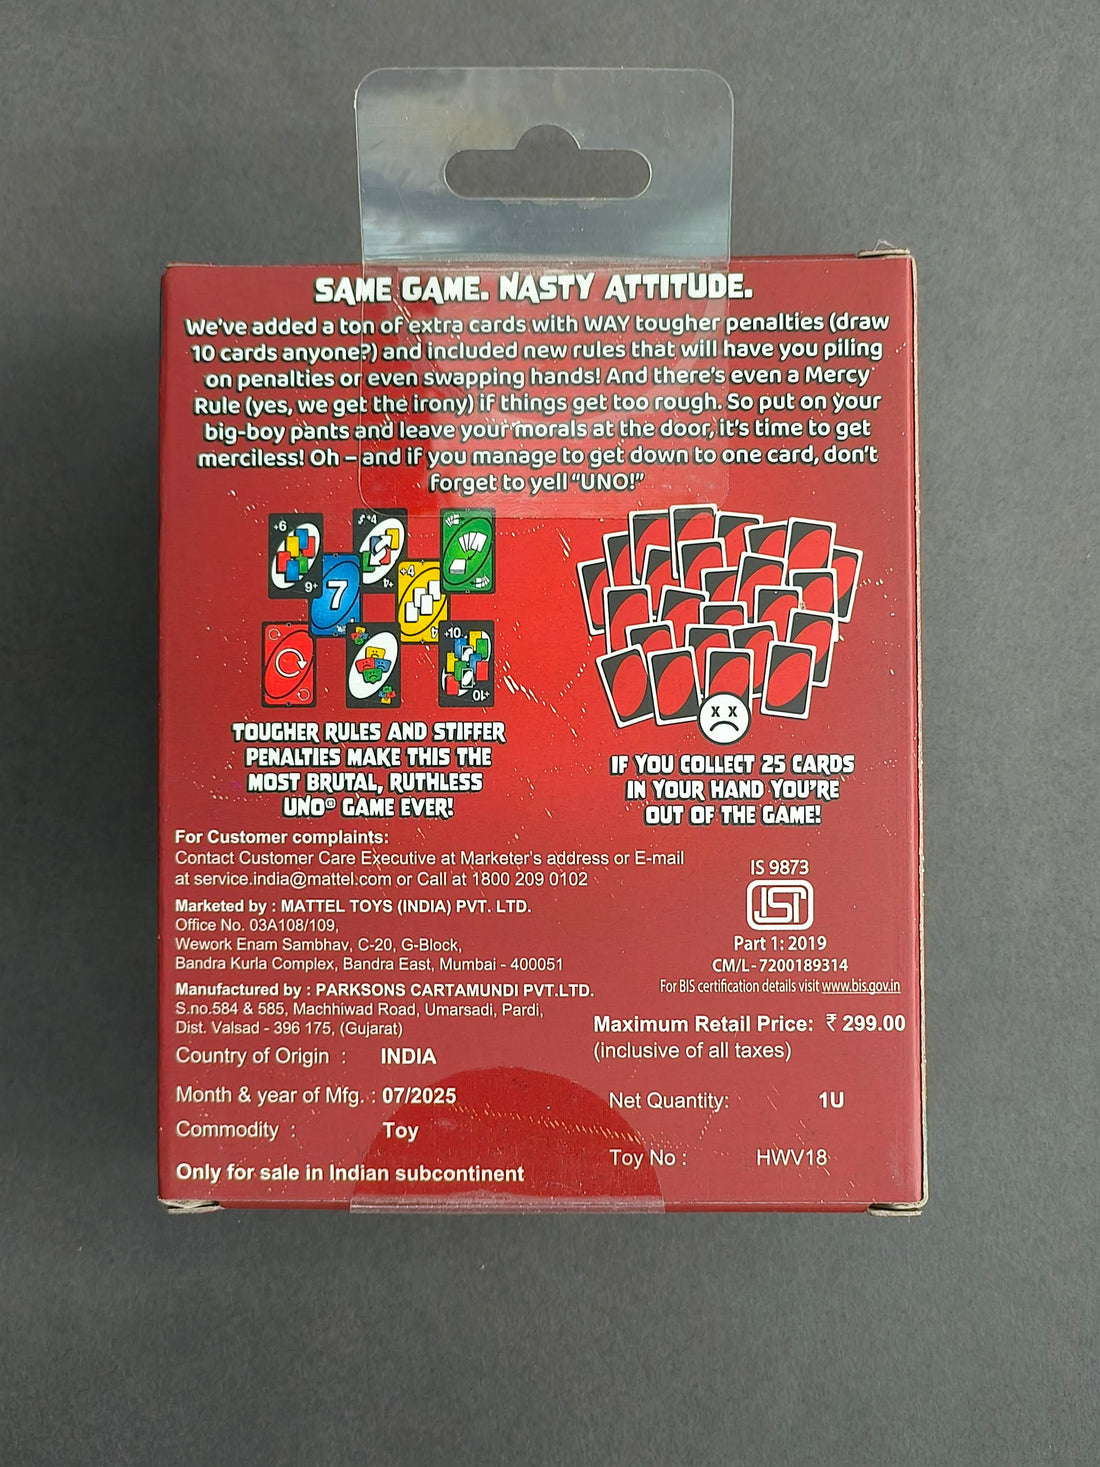 SAME GAME. NASTY ATTITUDE.
We've added a ton of extra cards with WAY tougher penalties (draw
10 cards anyone?) and included new rules that will have you piling
on penalties or even swapping hands! And there's even a Mercy
Rule (yes, we get the irony) if things get too rough. So put on your
big-boy pants and leave your morals at the door, it's time to get
merciless! Oh – and if you manage to get down to one card, don't
forget to yell “UNO!”
+6
+4
7
+4
+10
+6
+4
4
+10
TOUGHER RULES AND STIFFER
PENALTIES MAKE THIS THE
MOST BRUTAL, RUTHLESS
UNO® GAME EVER!
X X
IF YOU COLLECT 25 CARDS
IN YOUR HAND YOU'RE
OUT OF THE GAME!
For Customer complaints:
Contact Customer Care Executive at Marketer's address or E-mail
at service.india@mattel.com or Call at 1800 209 0102
Marketed by : MATTEL TOYS (INDIA) PVT. LTD.
Office No. 03A108/109,
Wework Enam Sambhav, C-20, G-Block,
Bandra Kurla Complex, Bandra East, Mumbai - 400051
Manufactured by : PARKSONS CARTAMUNDI PVT.LTD.
S.no.584 & 585, Machhiwad Road, Umarsadi, Pardi,
Dist. Valsad - 396 175, (Gujarat)
Country of Origin : INDIA
Month & year of Mfg. : 07/2025
Commodity : Toy
Only for sale in Indian subcontinent
IS 9873
ISI
Part 1: 2019
CM/L- 7200189314
For BIS certification details visit www.bis.gov.in
Maximum Retail Price: ₹ 299.00
(inclusive of all taxes)
Net Quantity: 1U
Toy No : HWV18